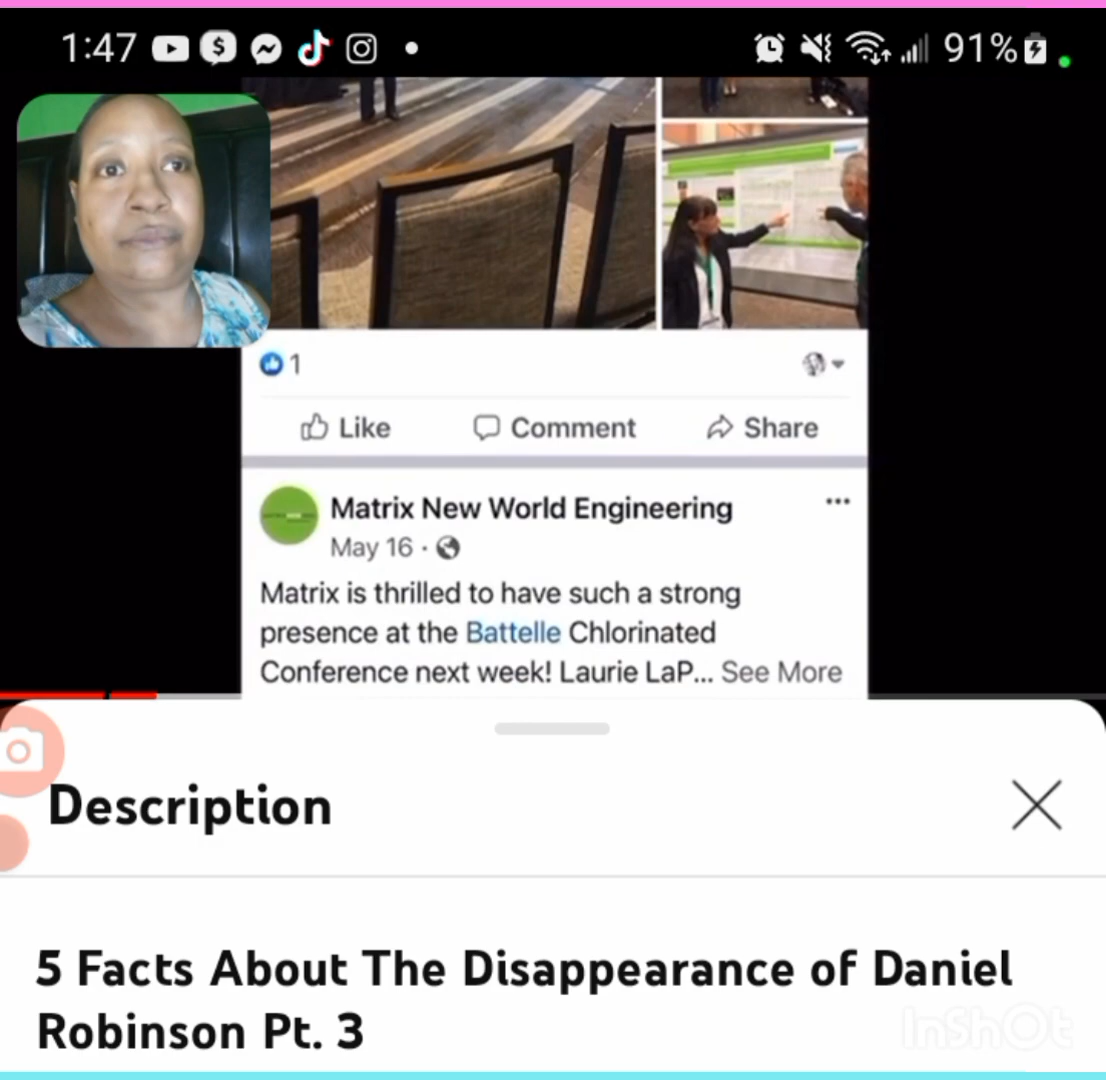 1:47
91%
1
Like
Comment
Share
Matrix New World Engineering
May 16 ·
Matrix is thrilled to have such a strong
presence at the Battelle Chlorinated
Conference next week! Laurie LaP... See More
Description
5 Facts About The Disappearance of Daniel
Robinson Pt. 3
InShOt